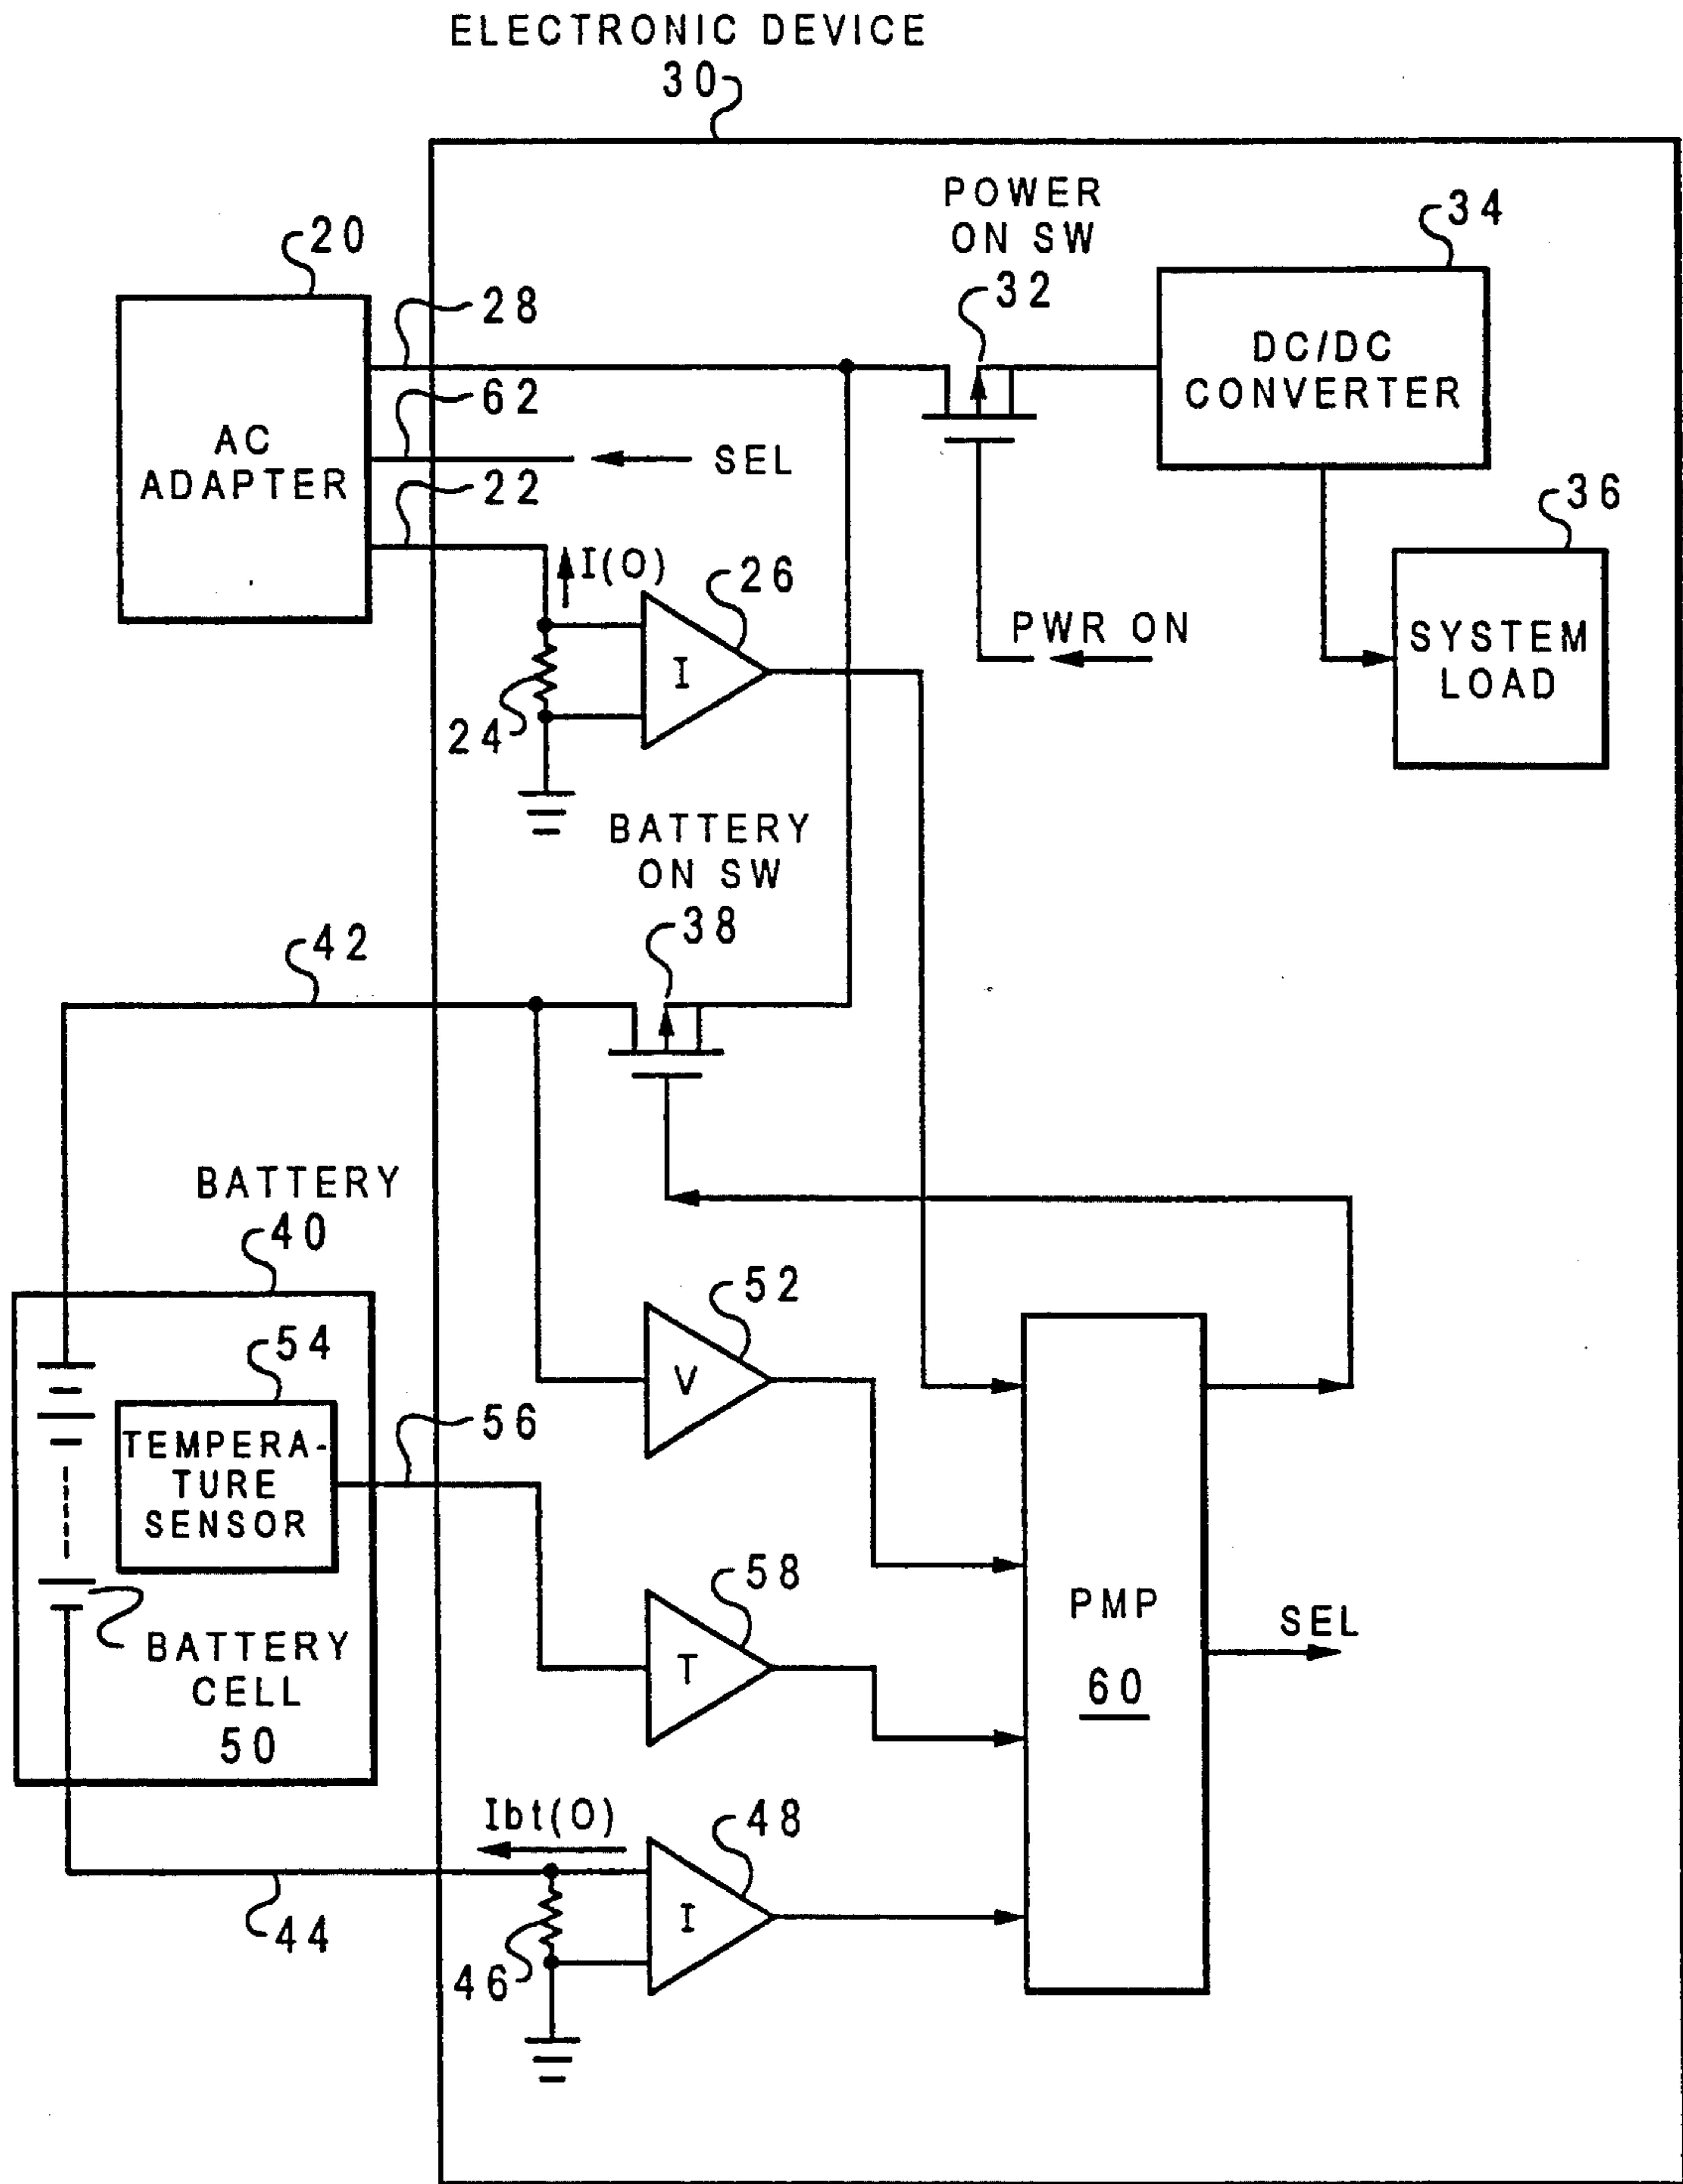 ELECTRONIC DEVICE
30
POWER
ON SW
32
34
20
28
DC/DC
CONVERTER
62
AC
ADAPTER
SEL
22
36
I(O)
26
I
PWR ON
SYSTEM
LOAD
24
BATTERY
ON SW
38
42
BATTERY
40
52
54
V
56
TEMPERA-
TURE
SENSOR
58
PMP
60
SEL
BATTERY
CELL
50
T
Ibt(O)
48
I
44
46